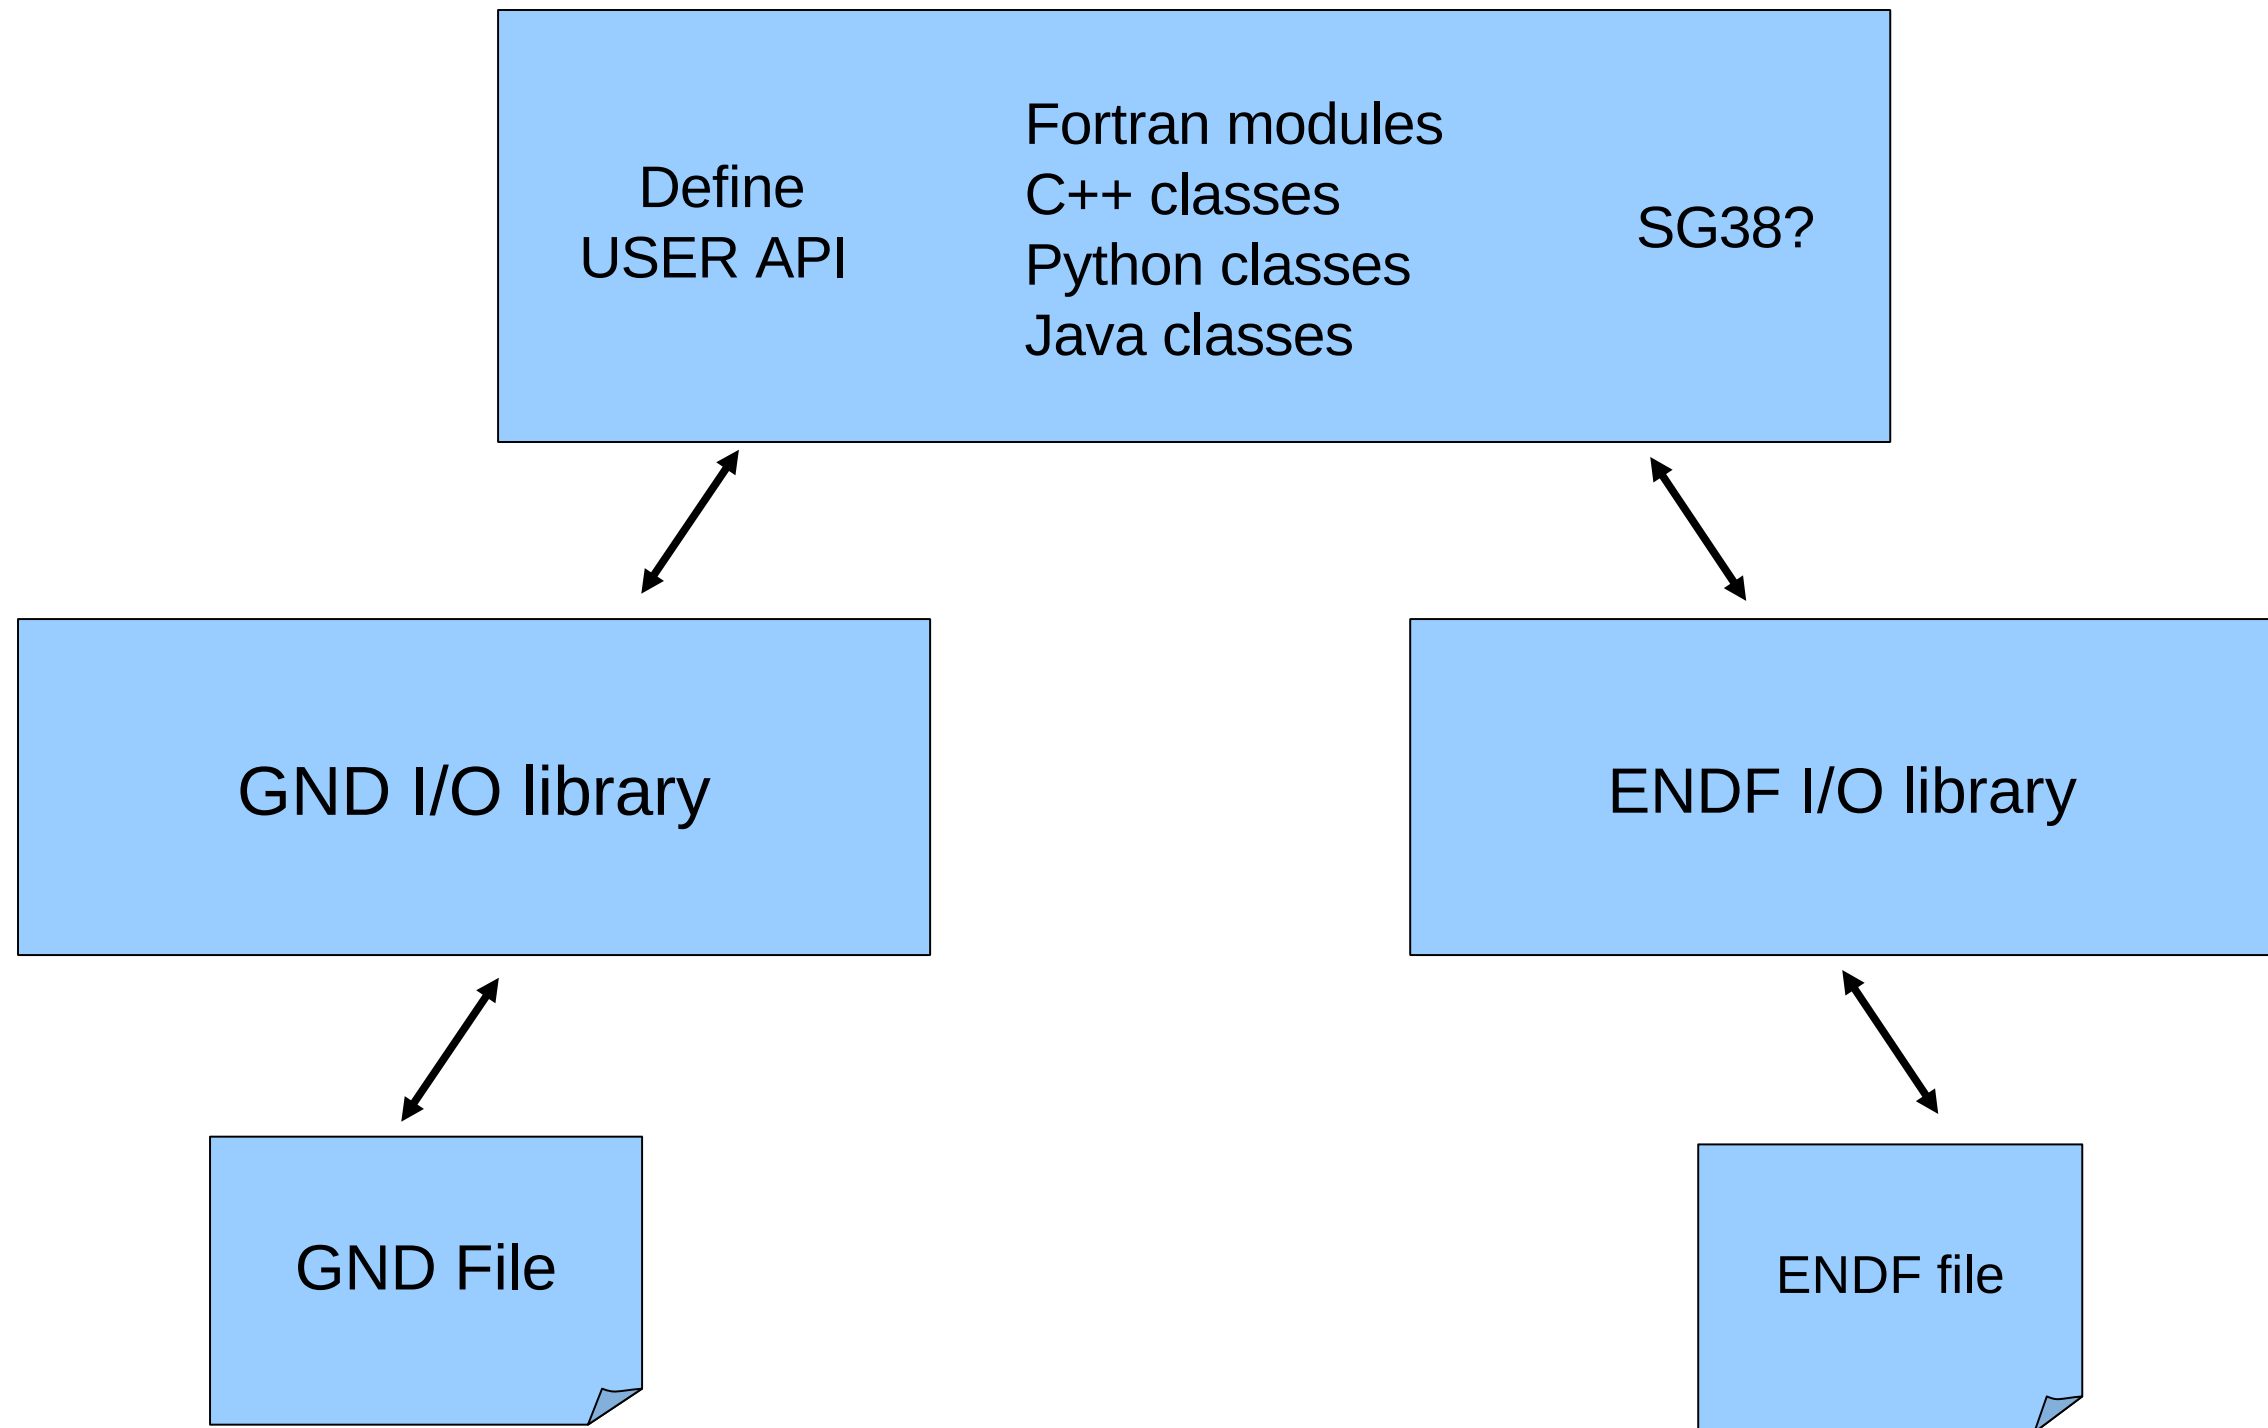 Define
USER API
Fortran modules
C++ classes
Python classes
Java classes
SG38?
GND I/O library
ENDF I/O library
GND File
ENDF file